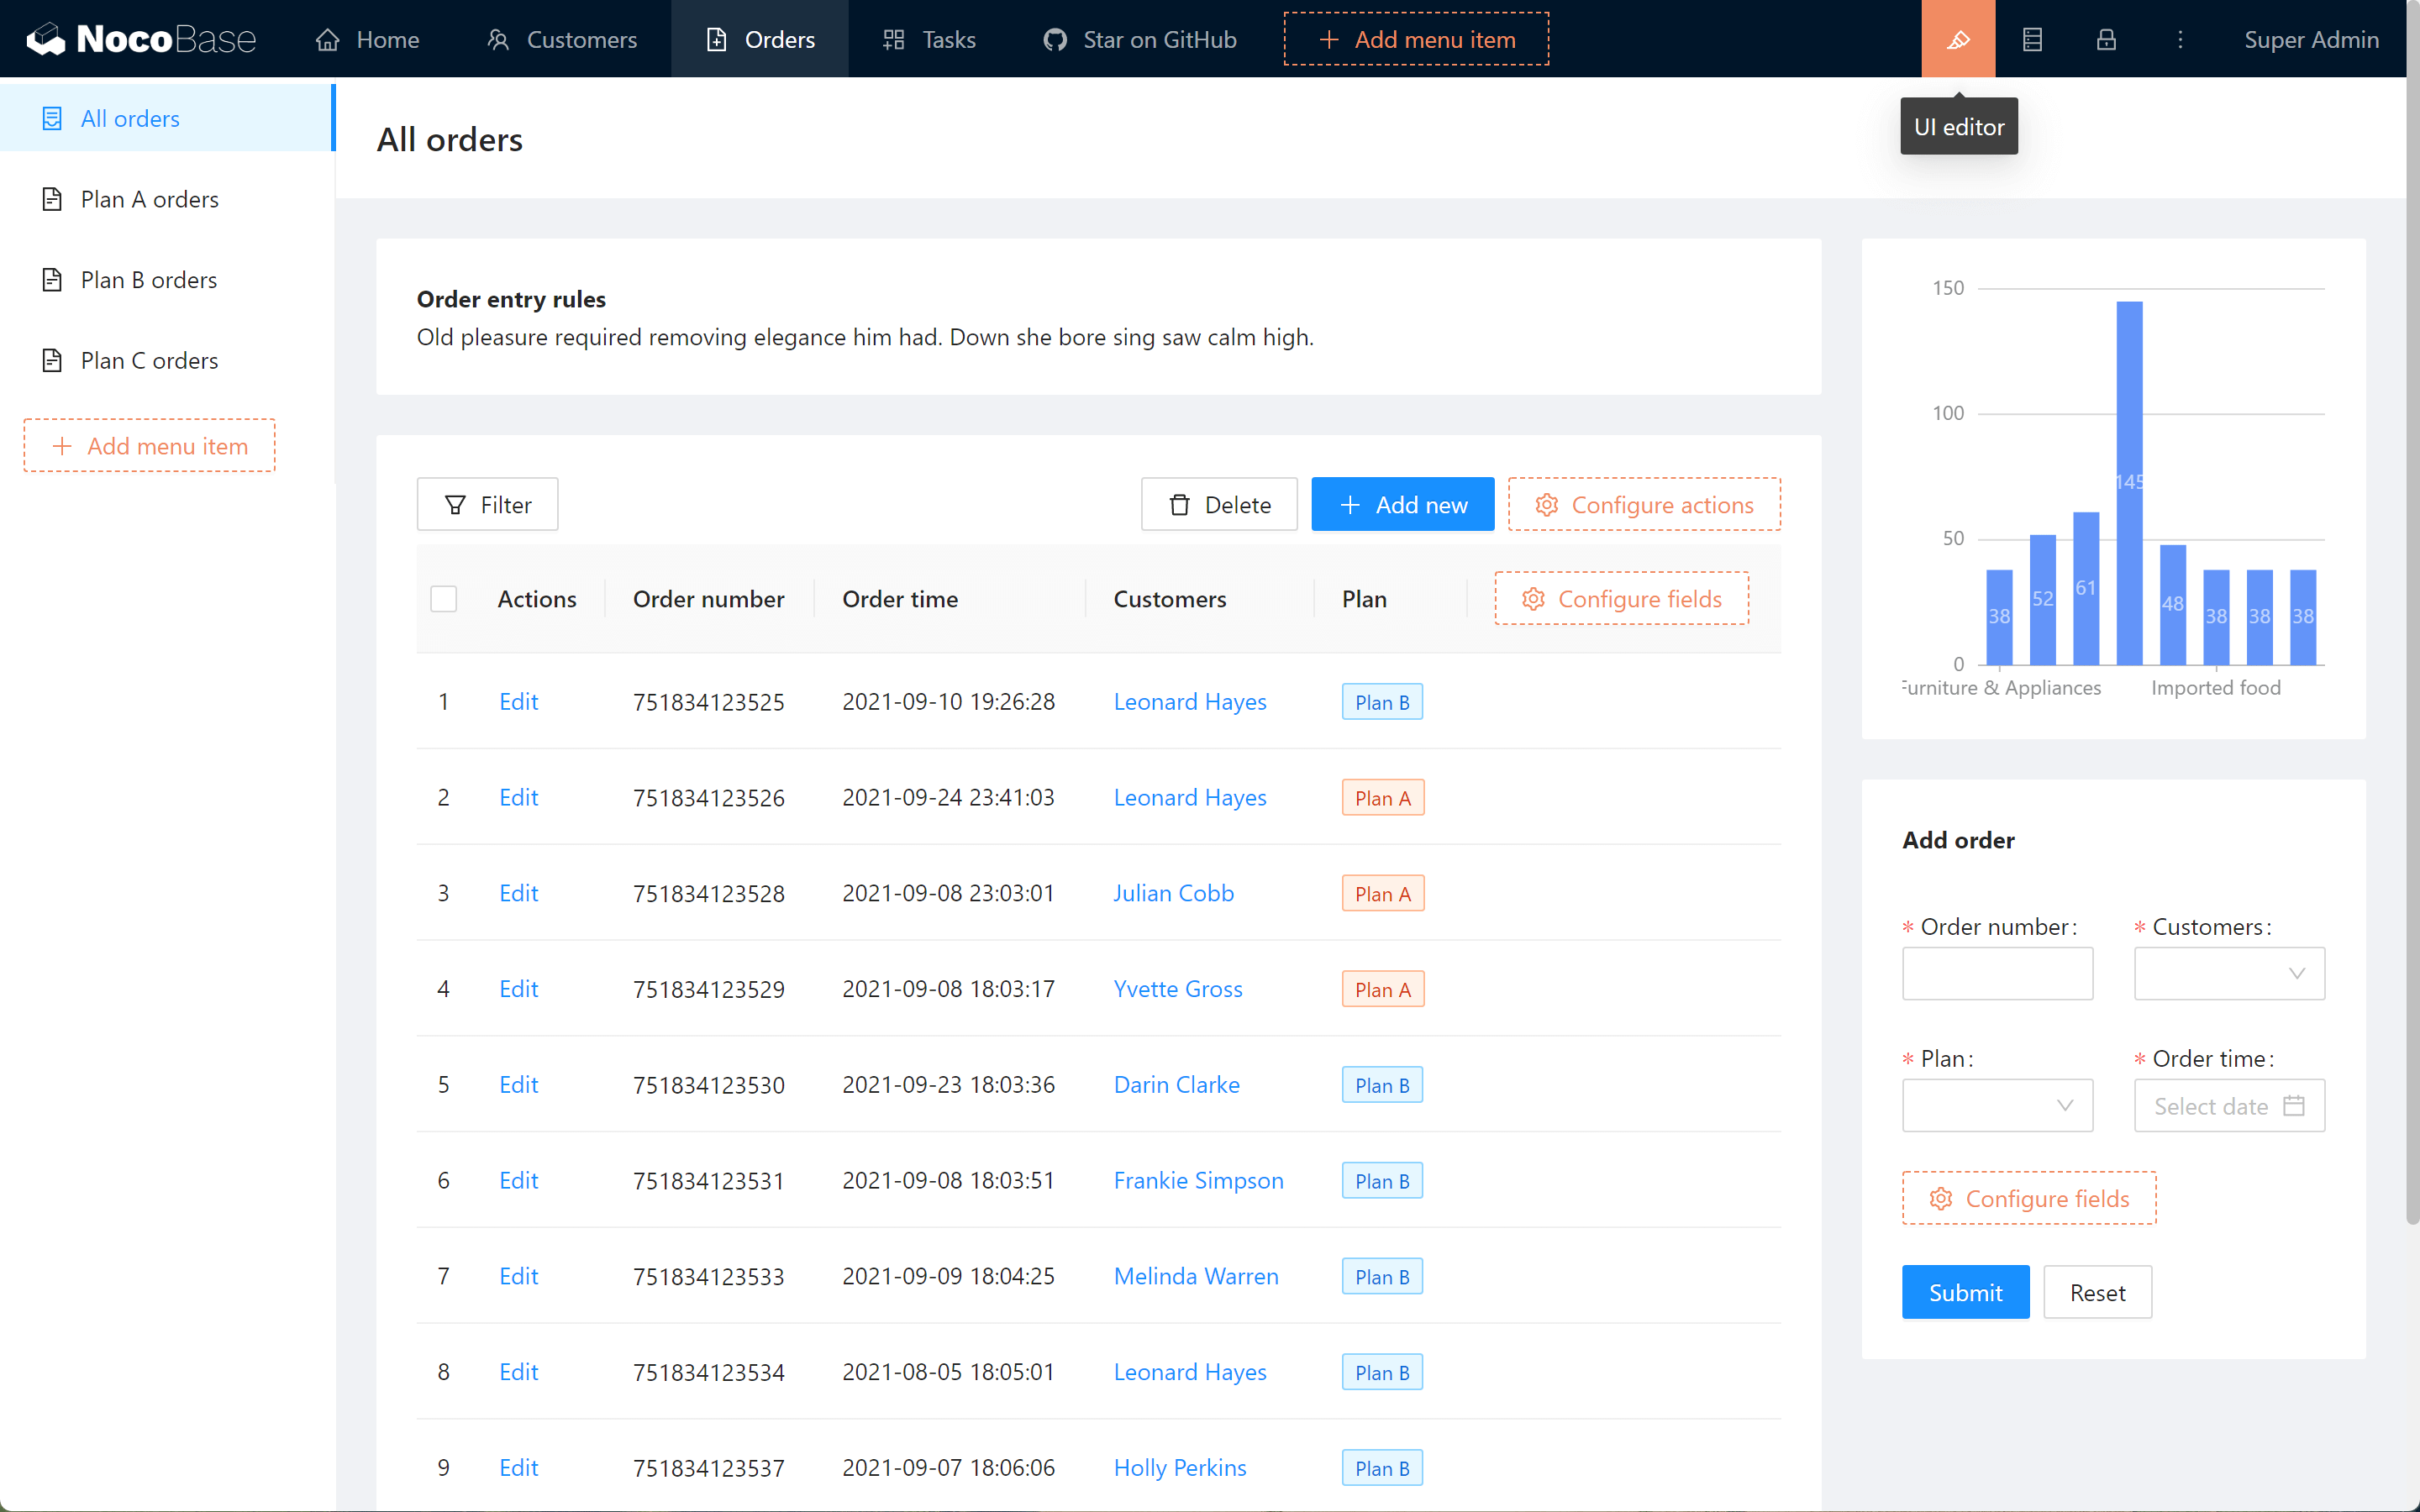 NocoBase Home Customers Orders Tasks Star on GitHub Add menu item Super Admin
UI editor
All orders
Plan A orders
Plan B orders
Plan C orders
Add menu item
All orders
Order entry rules
Old pleasure required removing elegance him had. Down she bore sing saw calm high.
Filter Delete Add new Configure actions
Actions Order number Order time Customers Plan Configure fields
1 Edit 751834123525 2021-09-10 19:26:28 Leonard Hayes Plan B
2 Edit 751834123526 2021-09-24 23:41:03 Leonard Hayes Plan A
3 Edit 751834123528 2021-09-08 23:03:01 Julian Cobb Plan A
4 Edit 751834123529 2021-09-08 18:03:17 Yvette Gross Plan A
5 Edit 751834123530 2021-09-23 18:03:36 Darin Clarke Plan B
6 Edit 751834123531 2021-09-08 18:03:51 Frankie Simpson Plan B
7 Edit 751834123533 2021-09-09 18:04:25 Melinda Warren Plan B
8 Edit 751834123534 2021-08-05 18:05:01 Leonard Hayes Plan B
9 Edit 751834123537 2021-09-07 18:06:06 Holly Perkins Plan B
150
100
50
0
38 52 61 145 48 38 38 38
Furniture & Appliances Imported food
Add order
* Order number: * Customers:
* Plan: * Order time:
Select date
Configure fields
Submit Reset